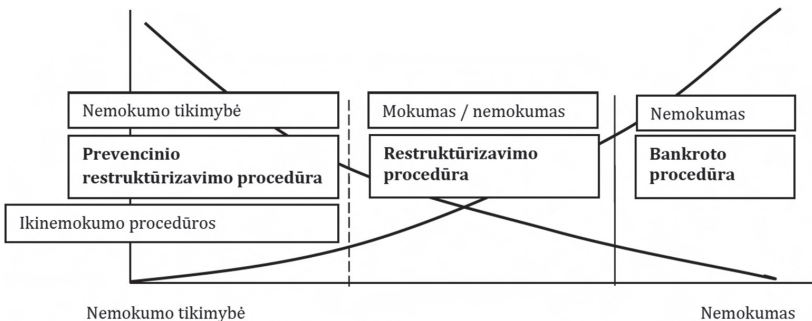 Nemokumo tikimybė
Mokumas / nemokumas
Nemokumas
Prevencinio
restruktūrizavimo procedūra
Restruktūrizavimo
procedūra
Bankroto
procedūra
Ikinemokumo procedūros
Nemokumo tikimybė
Nemokumas